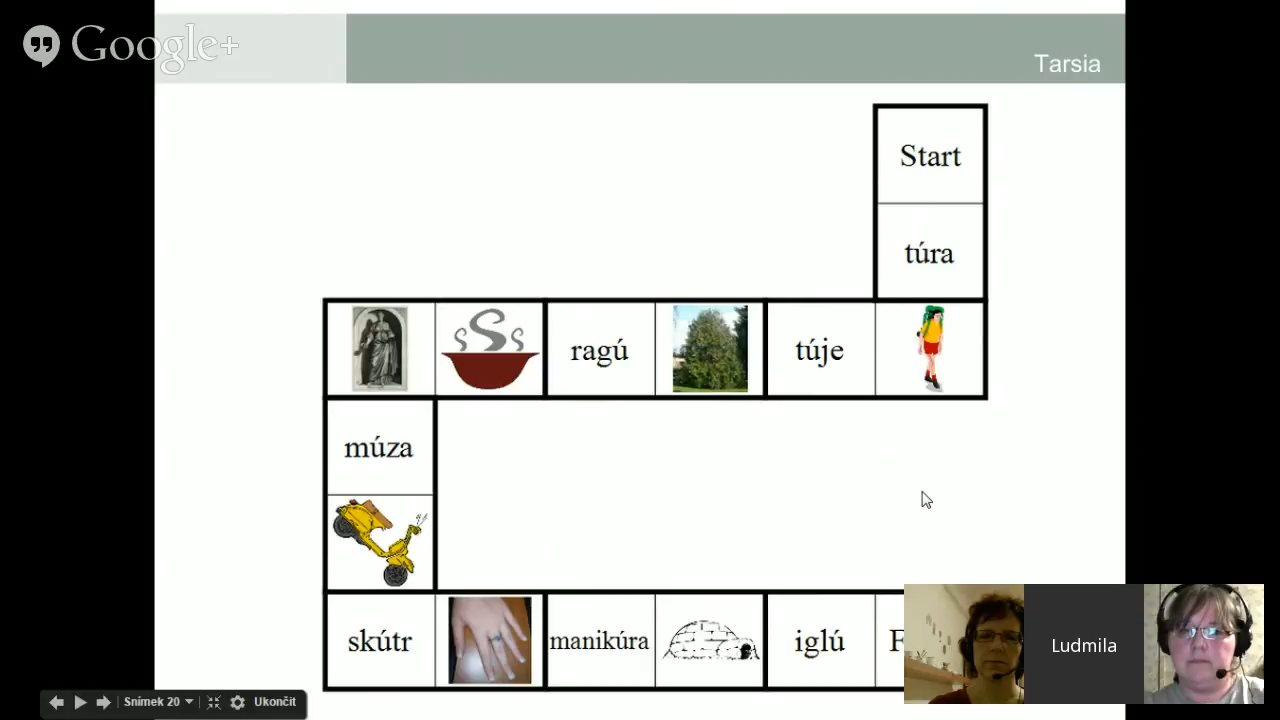 Google+
Tarsia
Start
túra
ragú
túje
múza
skútr
manikúra
iglú
F
Ludmila
Snímek 20
Ukončit